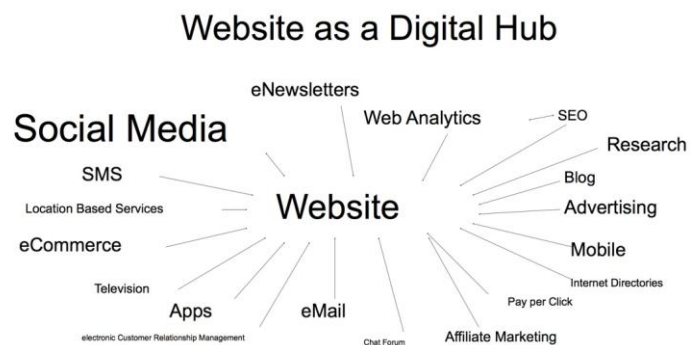 Website as a Digital Hub
eNewsletters
Web Analytics
SEO
Social Media
Research
SMS
Blog
Location Based Services
Website
Advertising
eCommerce
Mobile
Television
Internet Directories
Apps
eMail
Pay per Click
electronic Customer Relationship Management
Chat Forum
Affiliate Marketing